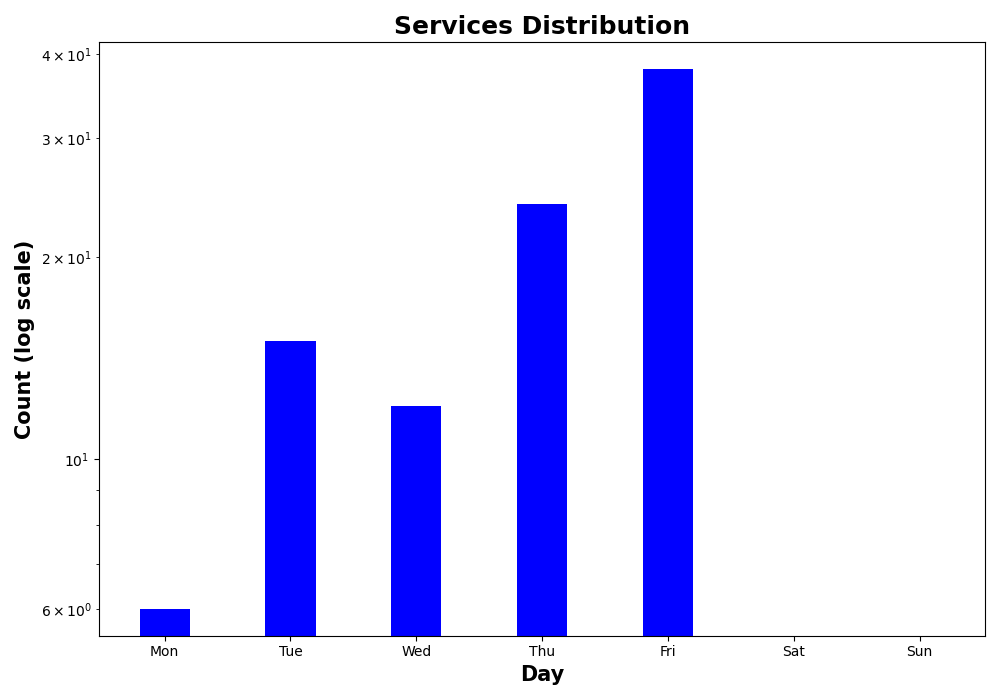 Services Distribution
4 × 10¹
3 × 10¹
2 × 10¹
10¹
6 × 10⁰
Count (log scale)
Mon Tue Wed Thu Fri Sat Sun
Day